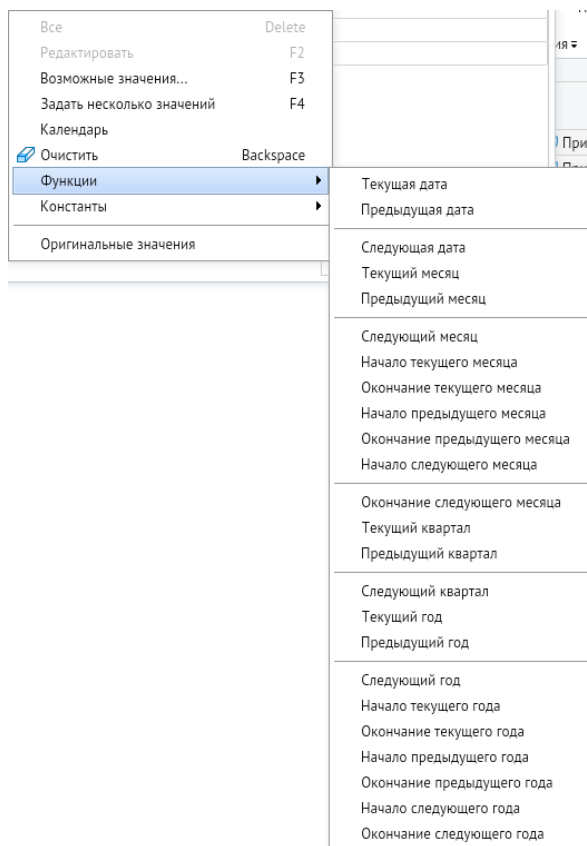 Все Delete
Редактировать F2
Возможные значения... F3
Задать несколько значений F4
Календарь
Очистить Backspace
Функции
Константы
Оригинальные значения
ия
При
Текущая дата
Предыдущая дата
Следующая дата
Текущий месяц
Предыдущий месяц
Следующий месяц
Начало текущего месяца
Окончание текущего месяца
Начало предыдущего месяца
Окончание предыдущего месяца
Начало следующего месяца
Окончание следующего месяца
Текущий квартал
Предыдущий квартал
Следующий квартал
Текущий год
Предыдущий год
Следующий год
Начало текущего года
Окончание текущего года
Начало предыдущего года
Окончание предыдущего года
Начало следующего года
Окончание следующего года